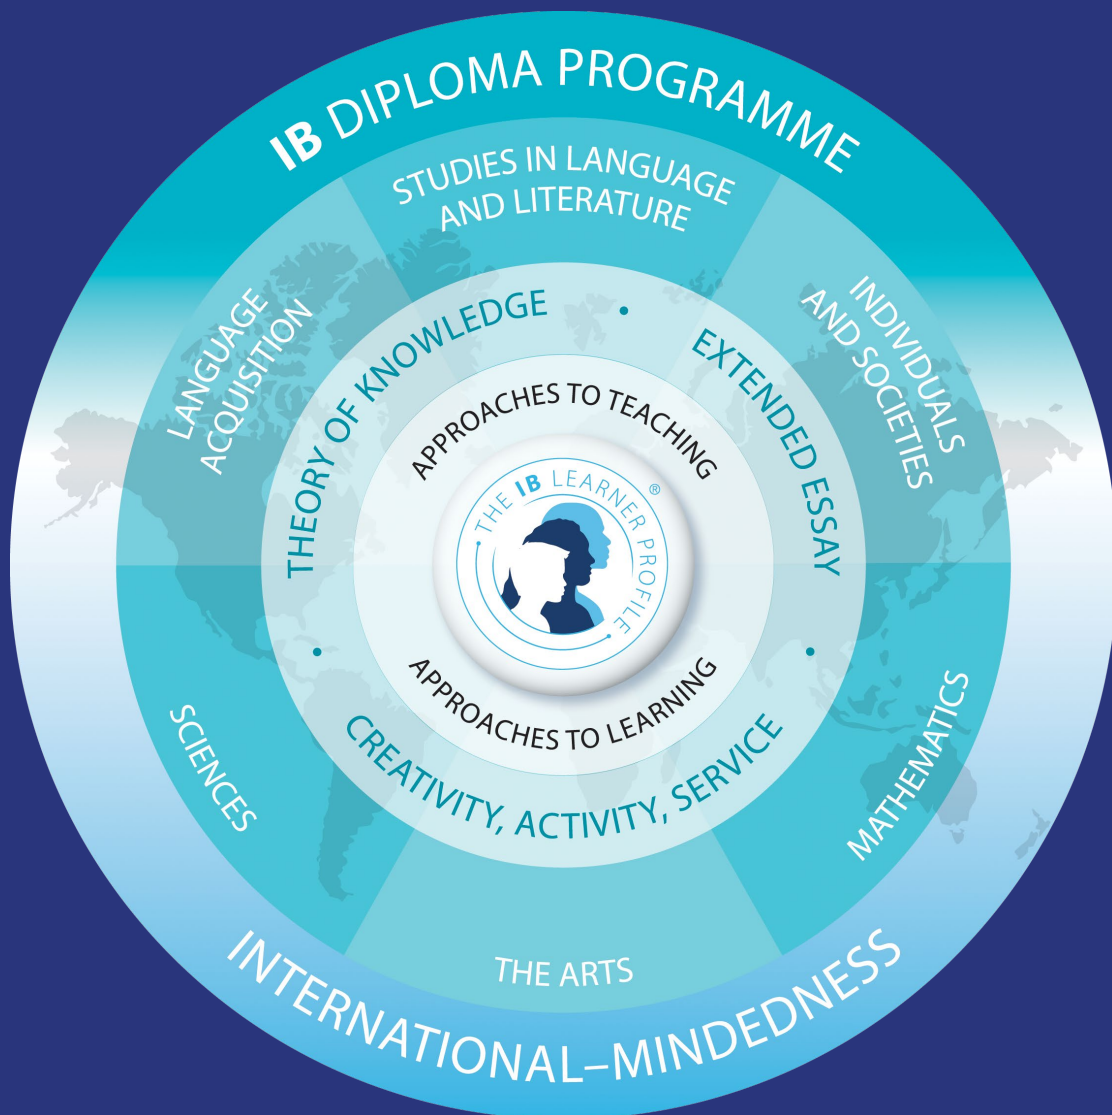 IB DIPLOMA PROGRAMME
STUDIES IN LANGUAGE
AND LITERATURE
LANGUAGE
ACQUISITION
INDIVIDUALS
AND SOCIETIES
THEORY OF KNOWLEDGE
•
EXTENDED ESSAY
•
APPROACHES TO TEACHING
THE IB LEARNER PROFILE
®
APPROACHES TO LEARNING
•
CREATIVITY, ACTIVITY, SERVICE
SCIENCES
MATHEMATICS
THE ARTS
INTERNATIONAL–MINDEDNESS